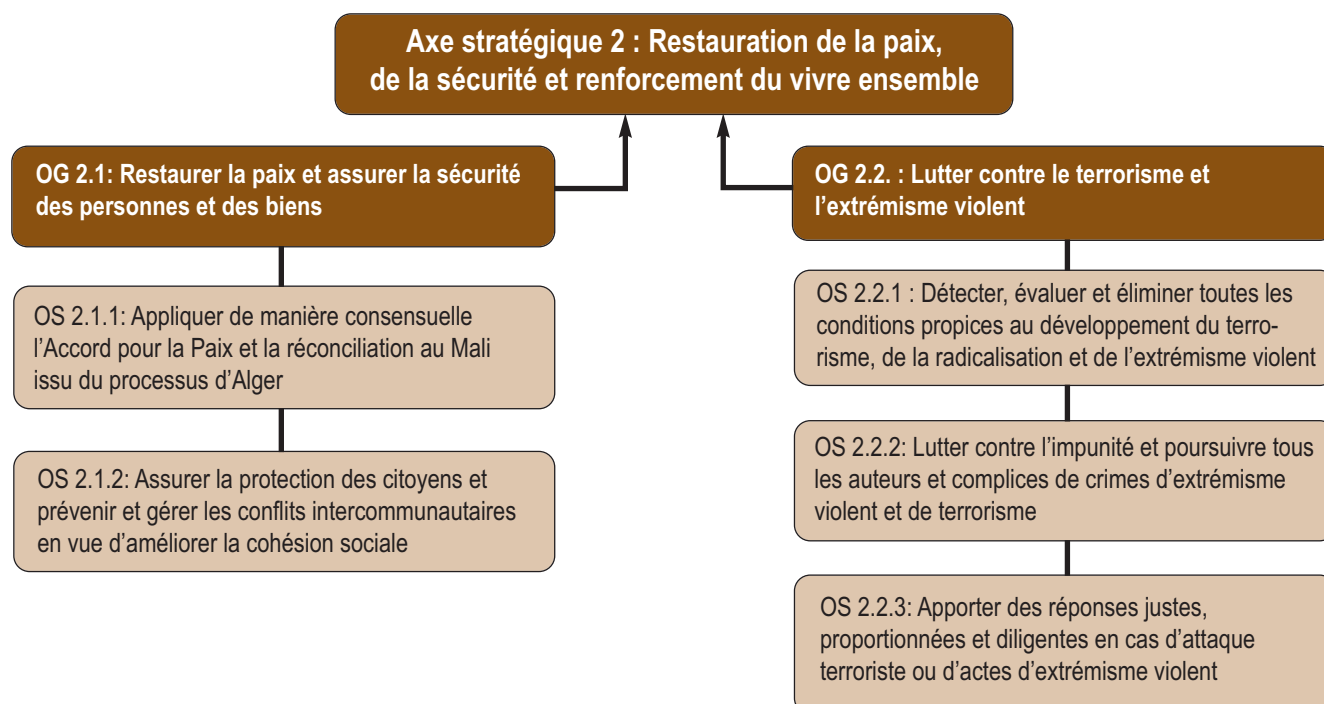 Axe stratégique 2 : Restauration de la paix,
de la sécurité et renforcement du vivre ensemble
OG 2.1: Restaurer la paix et assurer la sécurité
des personnes et des biens
OS 2.1.1: Appliquer de manière consensuelle
l’Accord pour la Paix et la réconciliation au Mali
issu du processus d’Alger
OS 2.1.2: Assurer la protection des citoyens et
prévenir et gérer les conflits intercommunautaires
en vue d’améliorer la cohésion sociale
OG 2.2. : Lutter contre le terrorisme et
l’extrémisme violent
OS 2.2.1 : Détecter, évaluer et éliminer toutes les
conditions propices au développement du terro-
risme, de la radicalisation et de l’extrémisme violent
OS 2.2.2: Lutter contre l’impunité et poursuivre tous
les auteurs et complices de crimes d’extrémisme
violent et de terrorisme
OS 2.2.3: Apporter des réponses justes,
proportionnées et diligentes en cas d’attaque
terroriste ou d’actes d’extrémisme violent